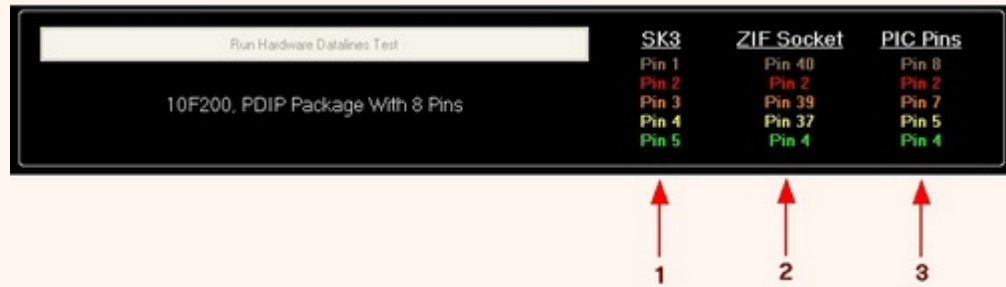 Run Hardware Datalines Test
10F200, PDIP Package With 8 Pins
SK3 ZIF Socket PIC Pins
Pin 1 Pin 40 Pin 8
Pin 2 Pin 2 Pin 2
Pin 3 Pin 39 Pin 7
Pin 4 Pin 37 Pin 5
Pin 5 Pin 4 Pin 4
1 2 3